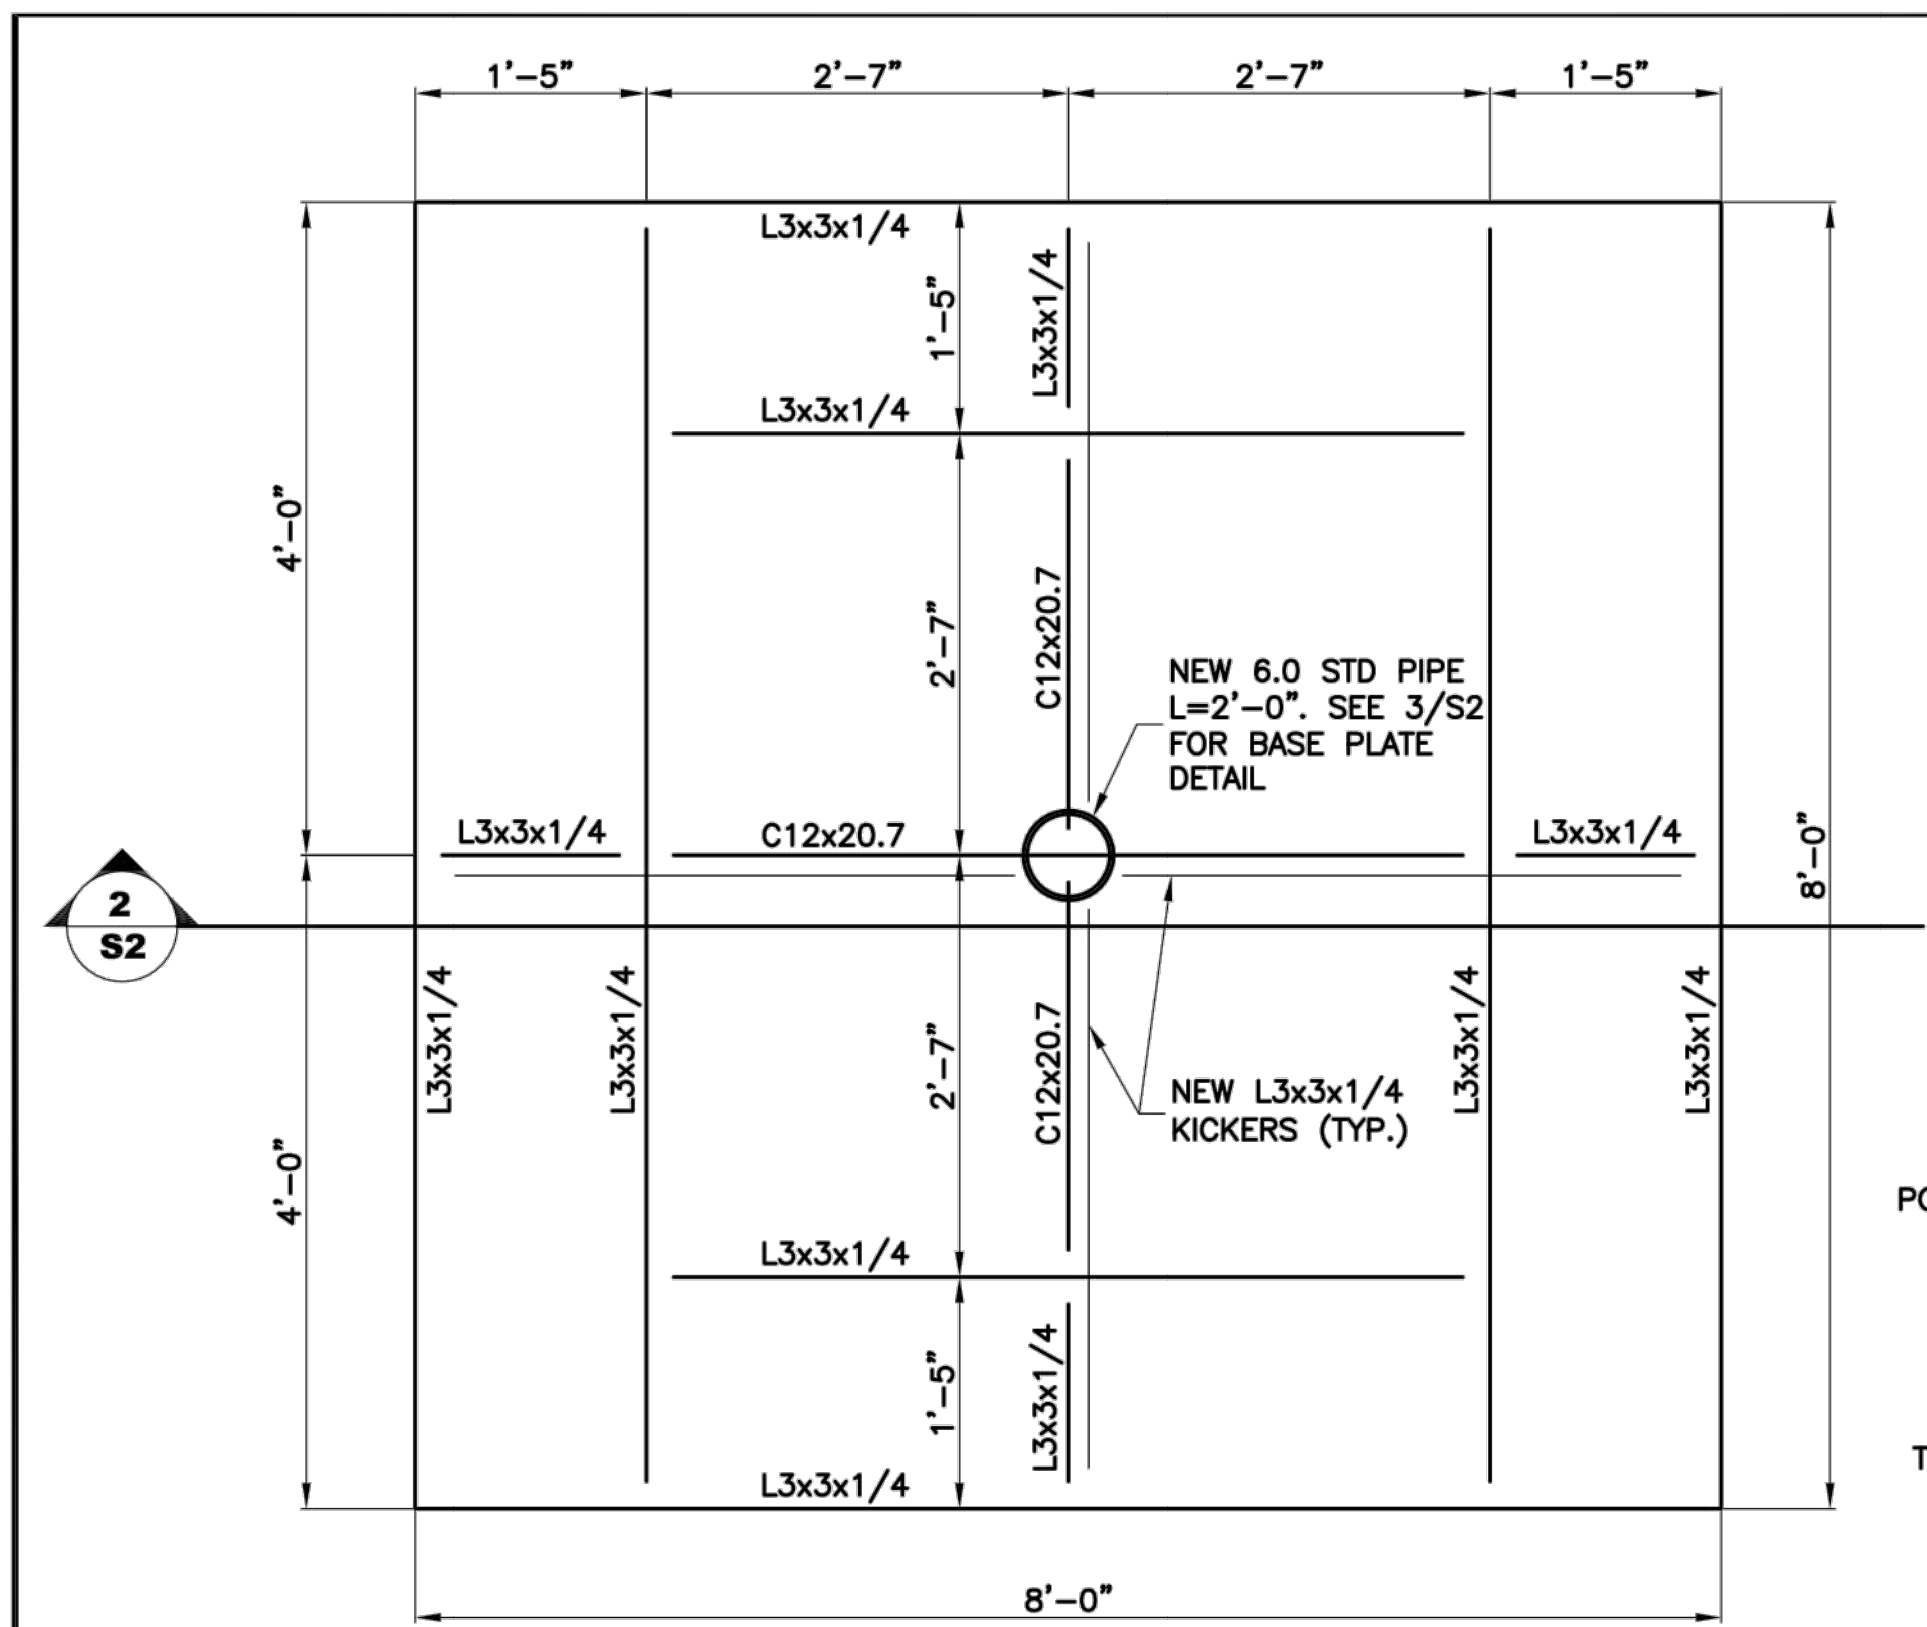 1'-5"
2'-7"
2'-7"
1'-5"
L3x3x1/4
L3x3x1/4
1'-5"
L3x3x1/4
4'-0"
2'-7"
C12x20.7
NEW 6.0 STD PIPE
L=2'-0". SEE 3/S2
FOR BASE PLATE
DETAIL
L3x3x1/4
C12x20.7
L3x3x1/4
8'-0"
2
S2
L3x3x1/4
L3x3x1/4
2'-7"
C12x20.7
L3x3x1/4
L3x3x1/4
NEW L3x3x1/4
KICKERS (TYP.)
4'-0"
L3x3x1/4
1'-5"
L3x3x1/4
L3x3x1/4
8'-0"